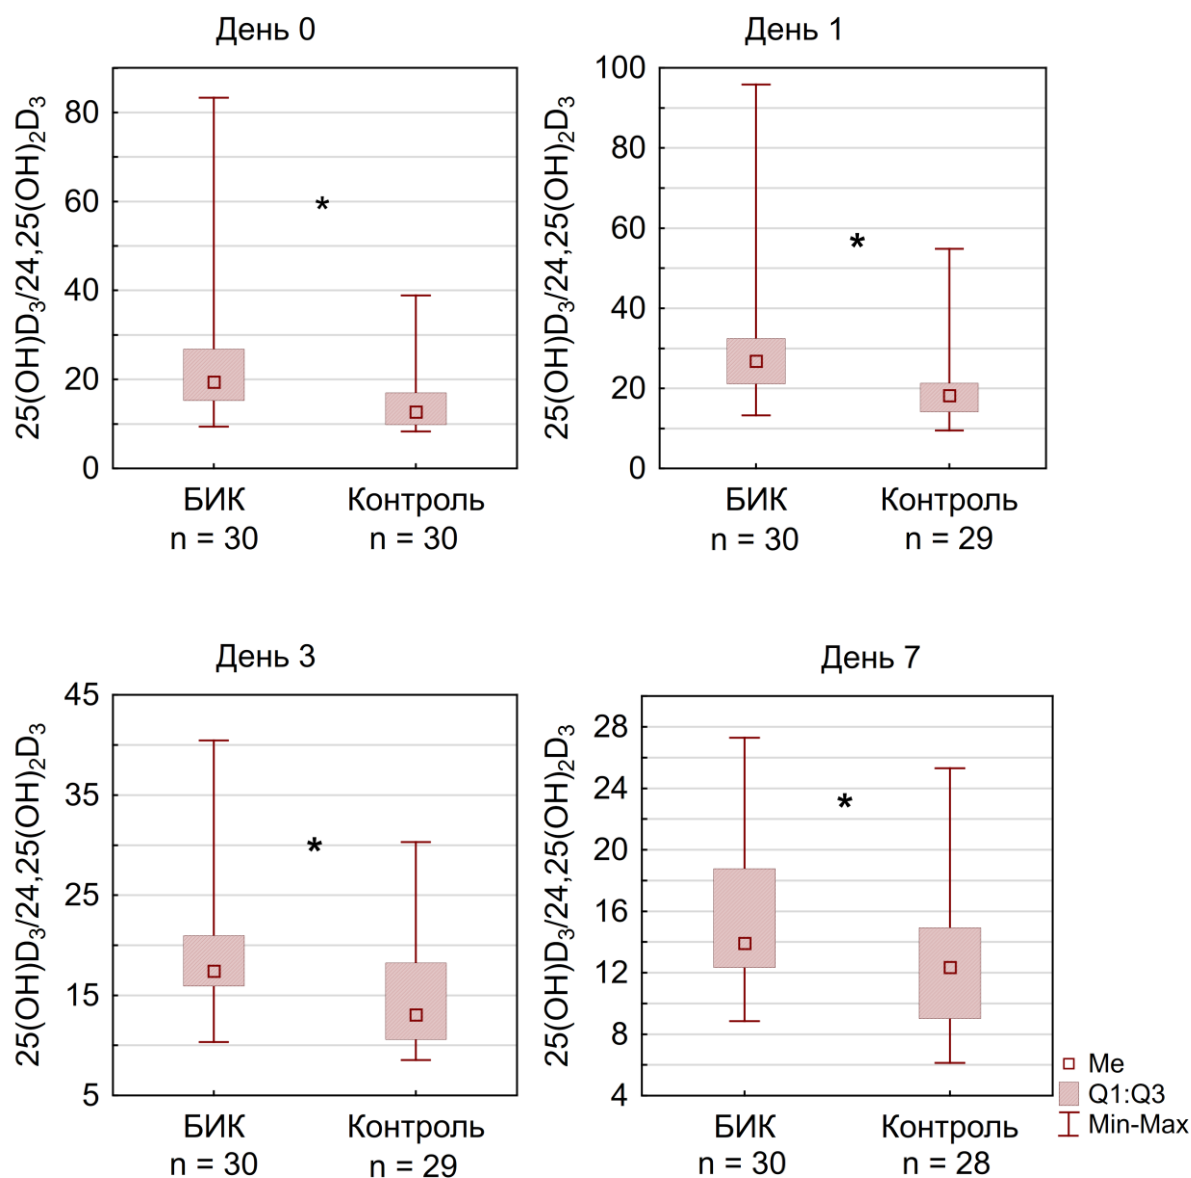 День 0
25(OH)D₃/24,25(OH)₂D₃
80
60
40
20
0
БИК
n = 30
Контроль
n = 30
День 1
25(OH)D₃/24,25(OH)₂D₃
100
80
60
40
20
0
*
*
БИК
n = 30
Контроль
n = 29
День 3
25(OH)D₃/24,25(OH)₂D₃
45
35
25
15
5
*
БИК
n = 30
Контроль
n = 29
День 7
25(OH)D₃/24,25(OH)₂D₃
28
24
20
16
12
8
4
*
БИК
n = 30
Контроль
n = 28
Me
Q1:Q3
Min-Max